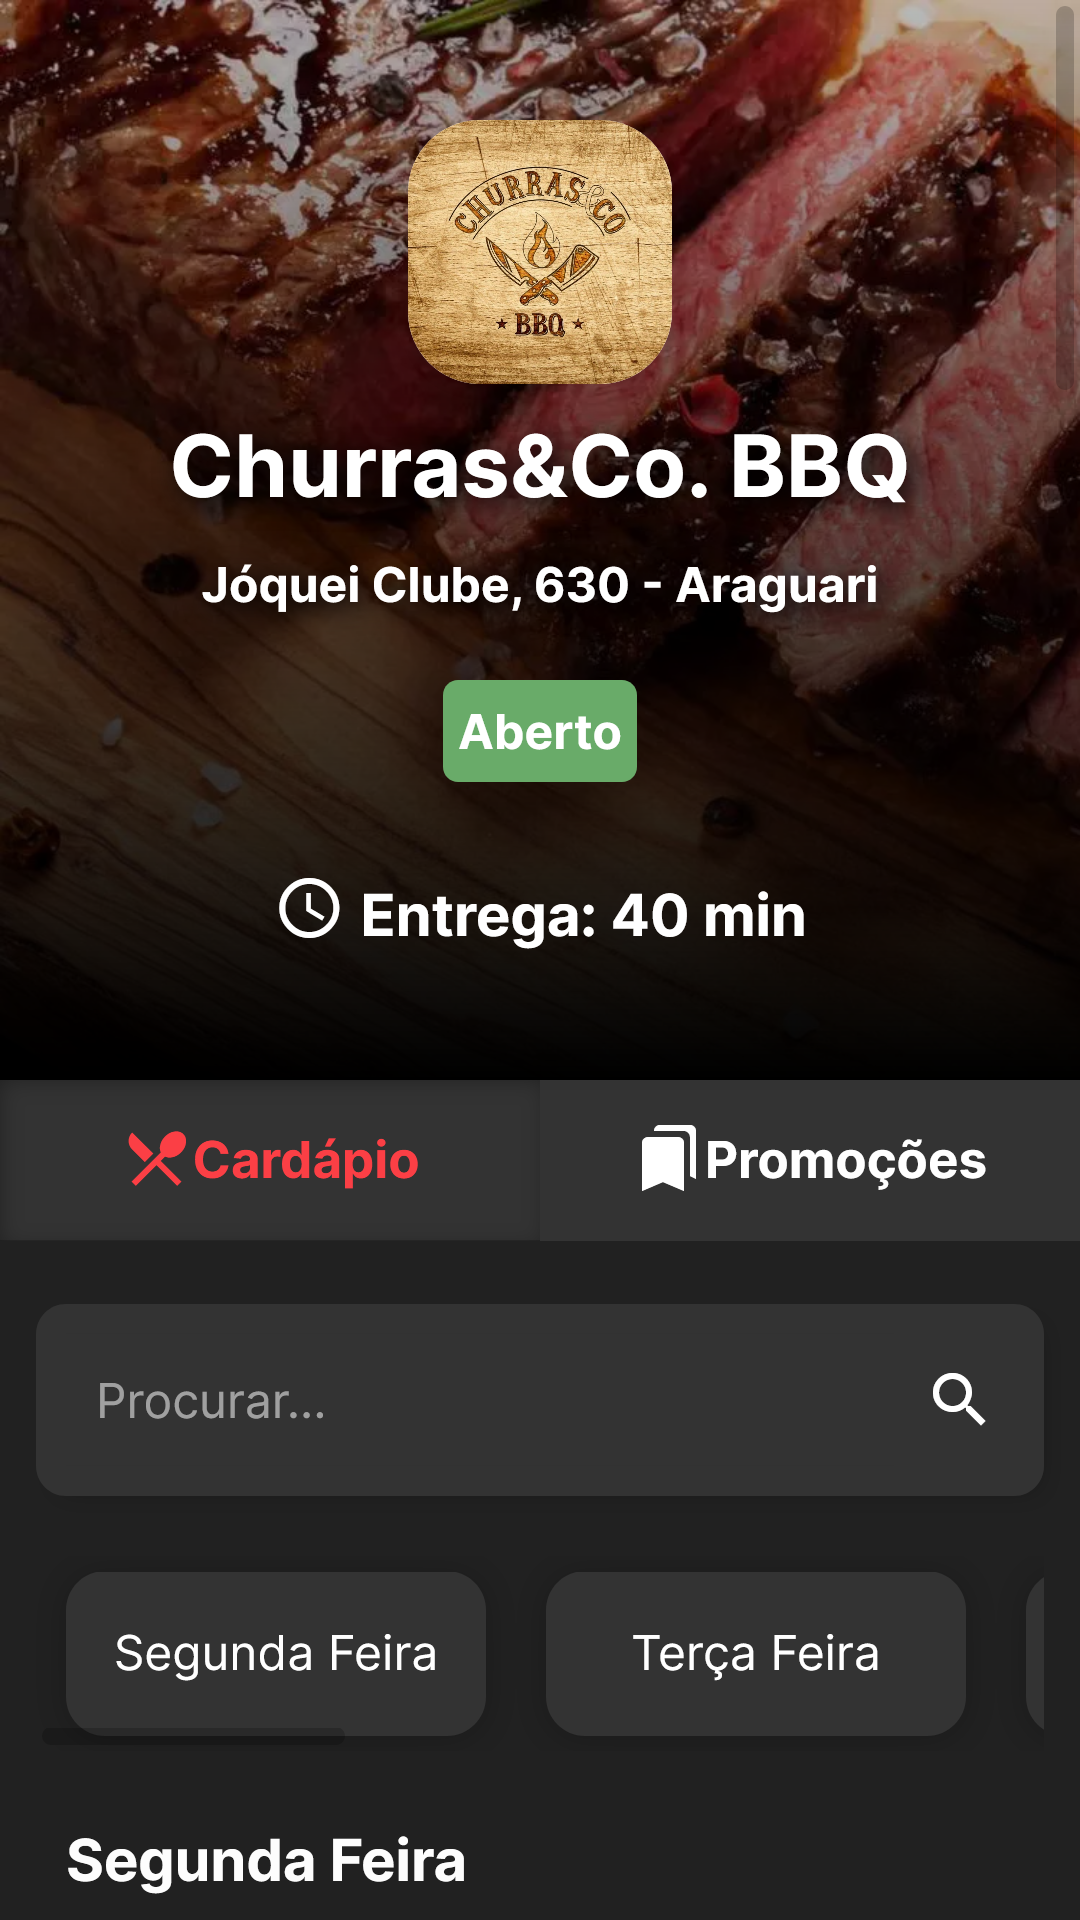 CHURRAS&CO
BBQ
Churras&Co. BBQ
Jóquei Clube, 630 - Araguari
Aberto
Entrega: 40 min
Cardápio
Promoções
Procurar...
Segunda Feira
Terça Feira
Segunda Feira